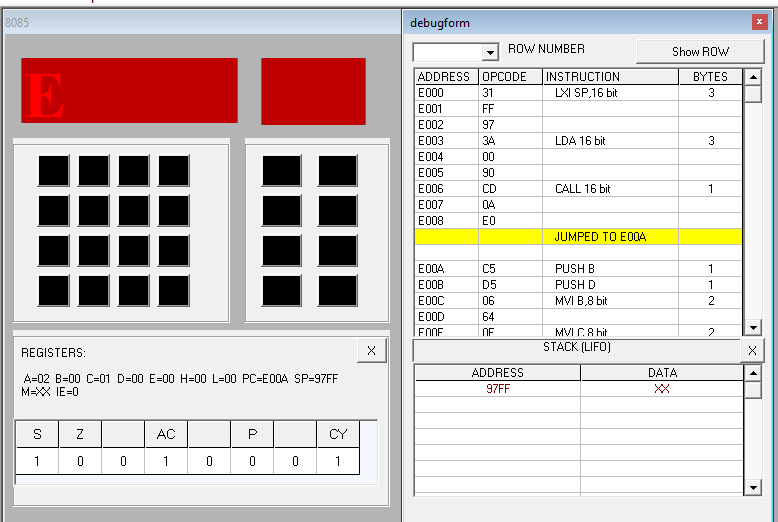 8085
debugform
x
E
ROW NUMBER
Show ROW
ADDRESS OPCODE INSTRUCTION BYTES
E000 31 LXI SP,16 bit 3
E001 FF
E002 97
E003 3A LDA 16 bit 3
E004 00
E005 90
E006 CD CALL 16 bit 1
E007 0A
E008 E0
JUMPED TO E00A
E00A C5 PUSH B 1
E00B D5 PUSH D 1
E00C 06 MVI B,8 bit 2
E00D 64
E00E 0E MVI C,8 bit 2
STACK (LIFO) X
ADDRESS DATA
97FF XX
REGISTERS: X
A=02 B=00 C=01 D=00 E=00 H=00 L=00 PC=E00A SP=97FF
M=XX IE=0
S Z AC P CY
1 0 0 1 0 0 0 1